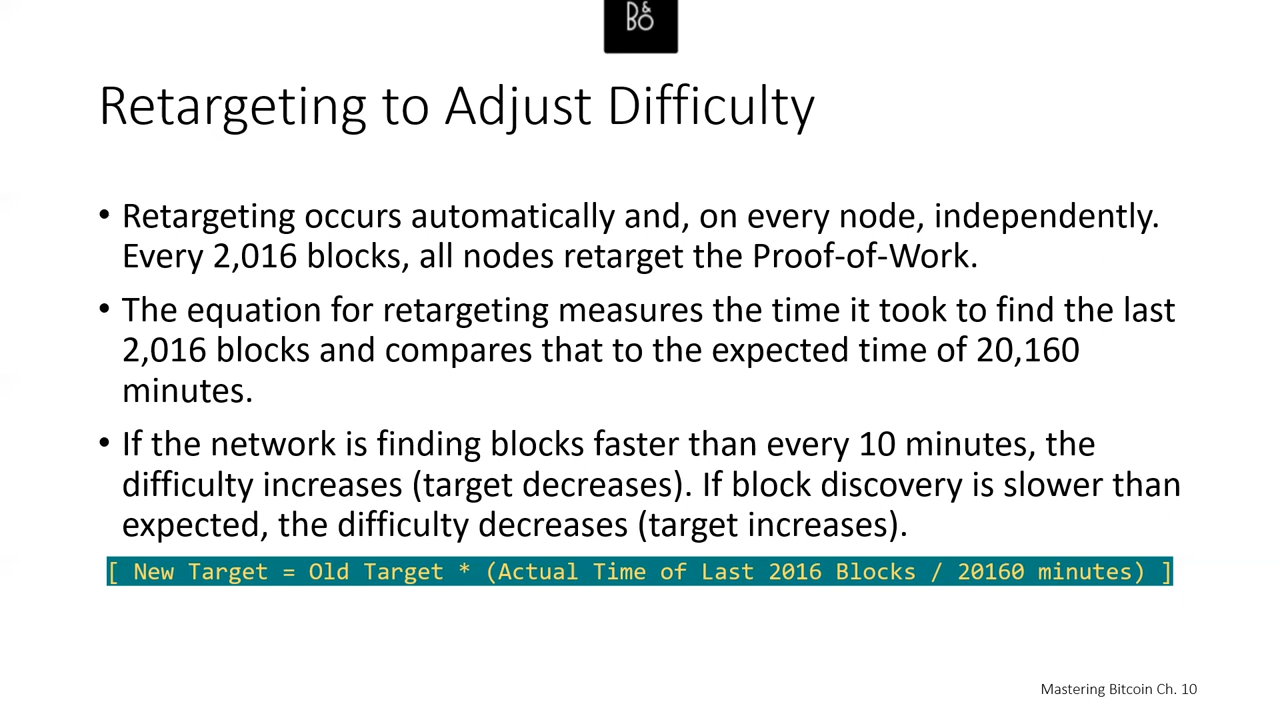 B&O
Retargeting to Adjust Difficulty
• Retargeting occurs automatically and, on every node, independently.
Every 2,016 blocks, all nodes retarget the Proof-of-Work.
• The equation for retargeting measures the time it took to find the last
2,016 blocks and compares that to the expected time of 20,160
minutes.
• If the network is finding blocks faster than every 10 minutes, the
difficulty increases (target decreases). If block discovery is slower than
expected, the difficulty decreases (target increases).
[ New Target = Old Target * (Actual Time of Last 2016 Blocks / 20160 minutes) ]
Mastering Bitcoin Ch. 10